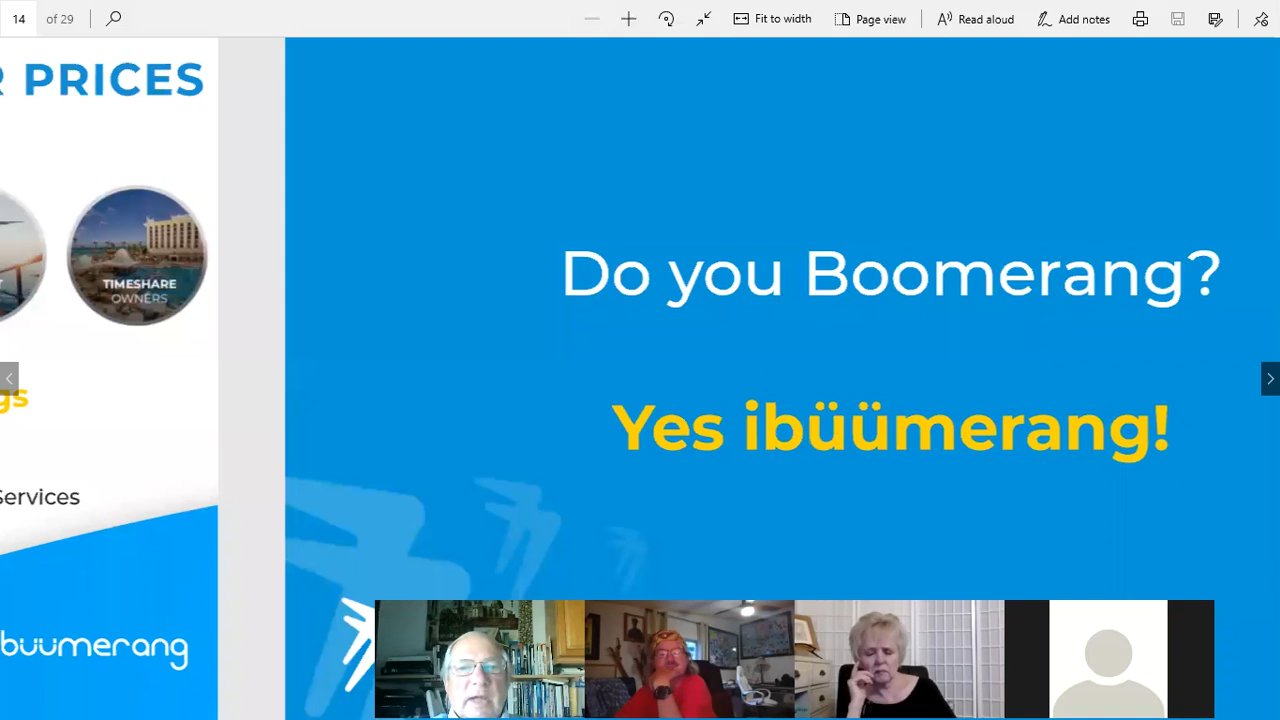 14 of 29 Fit to width Page view Read aloud Add notes
R PRICES
TIMESHARE
OWNERS
gs
Services
buumerang
Do you Boomerang?
Yes ibüümerang!